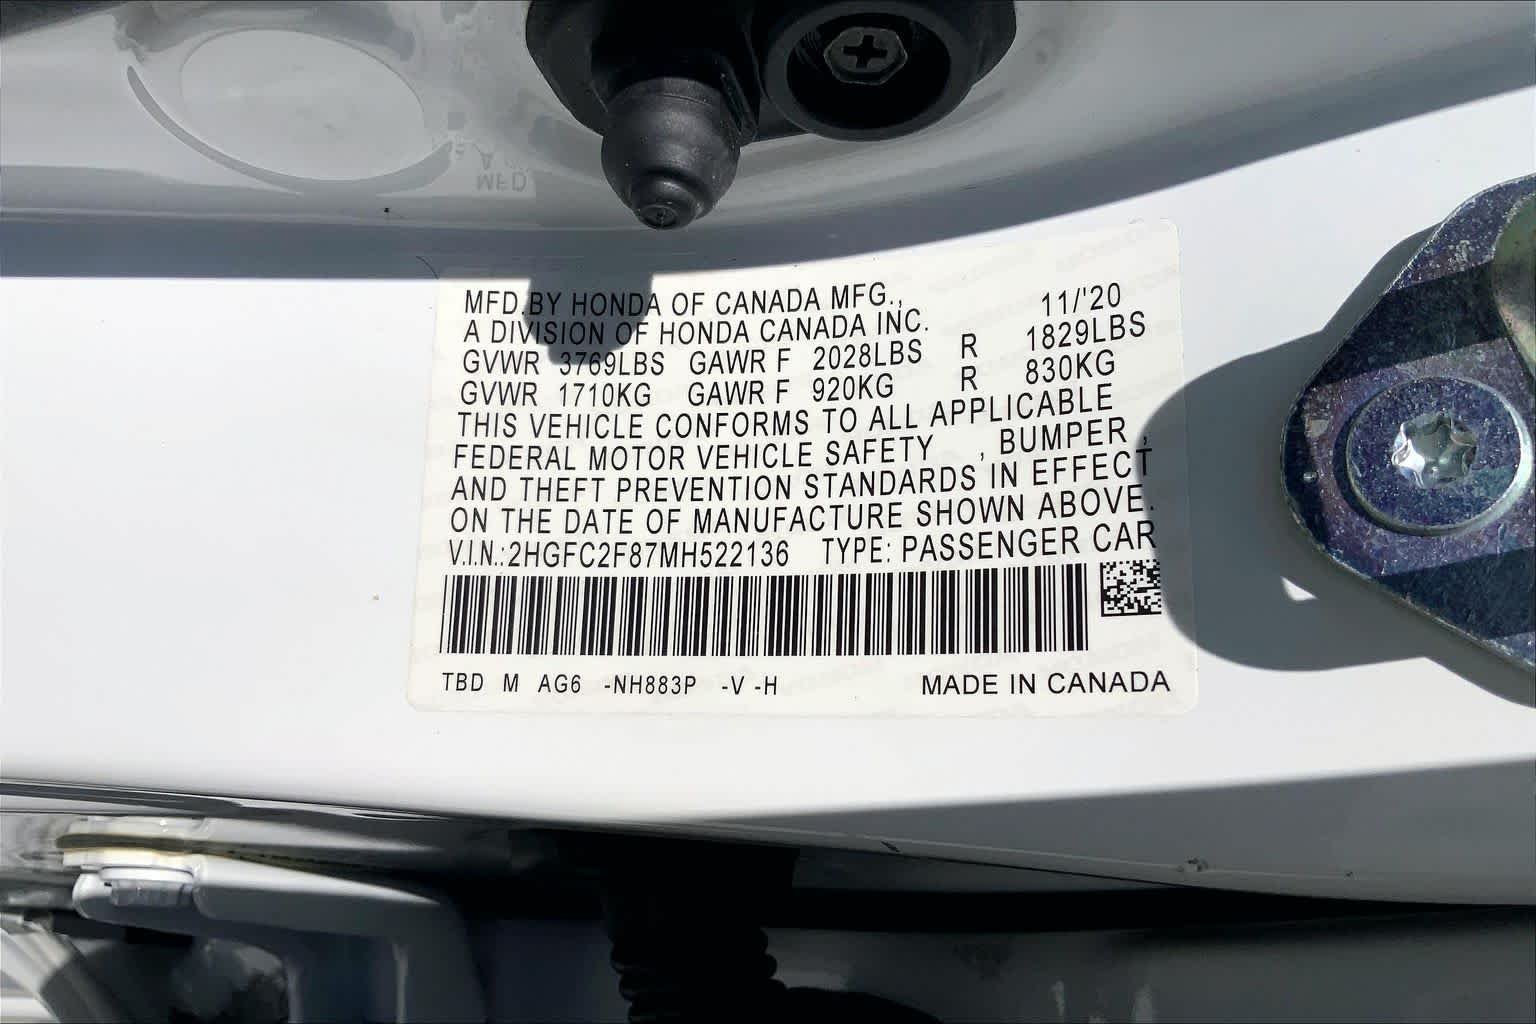 MFD.BY HONDA OF CANADA MFG., 11/'20
A DIVISION OF HONDA CANADA INC.
GVWR 3769LBS GAWR F 2028LBS R 1829LBS
GVWR 1710KG GAWR F 920KG R 830KG
THIS VEHICLE CONFORMS TO ALL APPLICABLE
FEDERAL MOTOR VEHICLE SAFETY , BUMPER ,
AND THEFT PREVENTION STANDARDS IN EFFECT
ON THE DATE OF MANUFACTURE SHOWN ABOVE.
V.I.N.:2HGFC2F87MH522136 TYPE: PASSENGER CAR
TBD M AG6 -NH883P -V -H MADE IN CANADA